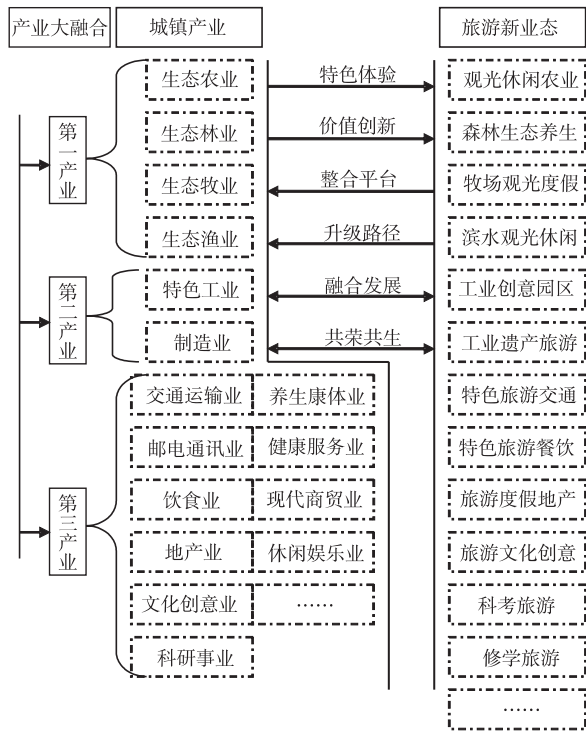 产业大融合
城镇产业
旅游新业态
第一产业
生态农业
特色体验
观光休闲农业
生态林业
价值创新
森林生态养生
生态牧业
整合平台
牧场观光度假
生态渔业
升级路径
滨水观光休闲
第二产业
特色工业
融合发展
工业创意园区
制造业
共荣共生
工业遗产旅游
第三产业
交通运输业
养生康体业
特色旅游交通
邮电通讯业
健康服务业
特色旅游餐饮
饮食业
现代商贸业
旅游度假地产
地产业
休闲娱乐业
旅游文化创意
文化创意业
……
科考旅游
科研事业
修学旅游
……